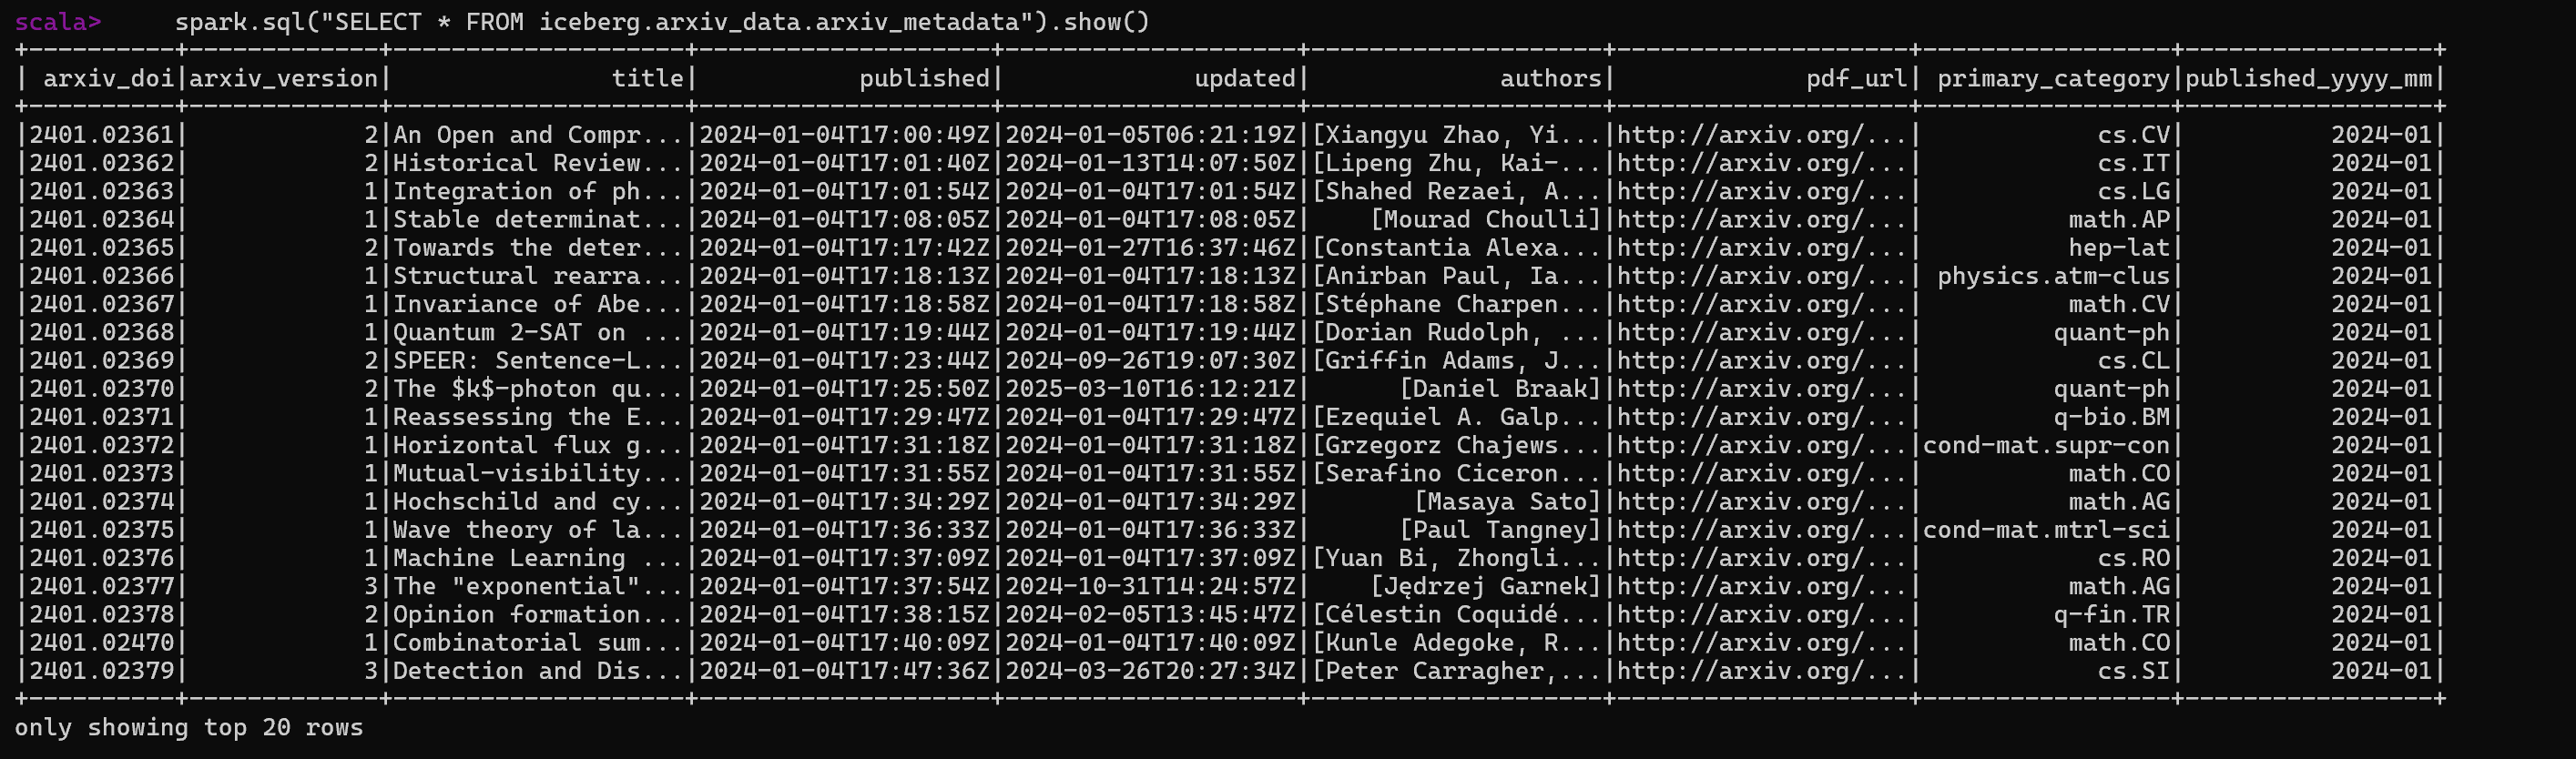 scala>     spark.sql("SELECT * FROM iceberg.arxiv_data.arxiv_metadata").show()
+----------+-------------+--------------------+--------------------+--------------------+--------------------+--------------------+-----------------+-----------------+
| arxiv_doi|arxiv_version|               title|           published|             updated|             authors|             pdf_url| primary_category|published_yyyy_mm|
+----------+-------------+--------------------+--------------------+--------------------+--------------------+--------------------+-----------------+-----------------+
|2401.02361|            2|An Open and Compr...|2024-01-04T17:00:49Z|2024-01-05T06:21:19Z|[Xiangyu Zhao, Yi...|http://arxiv.org/...|            cs.CV|          2024-01|
|2401.02362|            2|Historical Review...|2024-01-04T17:01:40Z|2024-01-13T14:07:50Z|[Lipeng Zhu, Kai-...|http://arxiv.org/...|            cs.IT|          2024-01|
|2401.02363|            1|Integration of ph...|2024-01-04T17:01:54Z|2024-01-04T17:01:54Z|[Shahed Rezaei, A...|http://arxiv.org/...|            cs.LG|          2024-01|
|2401.02364|            1|Stable determinat...|2024-01-04T17:08:05Z|2024-01-04T17:08:05Z|    [Mourad Choulli]|http://arxiv.org/...|          math.AP|          2024-01|
|2401.02365|            2|Towards the deter...|2024-01-04T17:17:42Z|2024-01-27T16:37:46Z|[Constantia Alexa...|http://arxiv.org/...|          hep-lat|          2024-01|
|2401.02366|            1|Structural rearra...|2024-01-04T17:18:13Z|2024-01-04T17:18:13Z|[Anirban Paul, Ia...|http://arxiv.org/...| physics.atm-clus|          2024-01|
|2401.02367|            1|Invariance of Abe...|2024-01-04T17:18:58Z|2024-01-04T17:18:58Z|[Stéphane Charpen...|http://arxiv.org/...|          math.CV|          2024-01|
|2401.02368|            1|Quantum 2-SAT on ...|2024-01-04T17:19:44Z|2024-01-04T17:19:44Z|[Dorian Rudolph, ...|http://arxiv.org/...|         quant-ph|          2024-01|
|2401.02369|            2|SPEER: Sentence-L...|2024-01-04T17:23:44Z|2024-09-26T19:07:30Z|[Griffin Adams, J...|http://arxiv.org/...|            cs.CL|          2024-01|
|2401.02370|            2|The $k$-photon qu...|2024-01-04T17:25:50Z|2025-03-10T16:12:21Z|      [Daniel Braak]|http://arxiv.org/...|         quant-ph|          2024-01|
|2401.02371|            1|Reassessing the E...|2024-01-04T17:29:47Z|2024-01-04T17:29:47Z|[Ezequiel A. Galp...|http://arxiv.org/...|         q-bio.BM|          2024-01|
|2401.02372|            1|Horizontal flux g...|2024-01-04T17:31:18Z|2024-01-04T17:31:18Z|[Grzegorz Chajews...|http://arxiv.org/...|cond-mat.supr-con|          2024-01|
|2401.02373|            1|Mutual-visibility...|2024-01-04T17:31:55Z|2024-01-04T17:31:55Z|[Serafino Ciceron...|http://arxiv.org/...|          math.CO|          2024-01|
|2401.02374|            1|Hochschild and cy...|2024-01-04T17:34:29Z|2024-01-04T17:34:29Z|       [Masaya Sato]|http://arxiv.org/...|          math.AG|          2024-01|
|2401.02375|            1|Wave theory of la...|2024-01-04T17:36:33Z|2024-01-04T17:36:33Z|      [Paul Tangney]|http://arxiv.org/...|cond-mat.mtrl-sci|          2024-01|
|2401.02376|            1|Machine Learning ...|2024-01-04T17:37:09Z|2024-01-04T17:37:09Z|[Yuan Bi, Zhongli...|http://arxiv.org/...|            cs.RO|          2024-01|
|2401.02377|            3|The "exponential"...|2024-01-04T17:37:54Z|2024-10-31T14:24:57Z|    [Jędrzej Garnek]|http://arxiv.org/...|          math.AG|          2024-01|
|2401.02378|            2|Opinion formation...|2024-01-04T17:38:15Z|2024-02-05T13:45:47Z|[Célestin Coquidé...|http://arxiv.org/...|         q-fin.TR|          2024-01|
|2401.02470|            1|Combinatorial sum...|2024-01-04T17:40:09Z|2024-01-04T17:40:09Z|[Kunle Adegoke, R...|http://arxiv.org/...|          math.CO|          2024-01|
|2401.02379|            3|Detection and Dis...|2024-01-04T17:47:36Z|2024-03-26T20:27:34Z|[Peter Carragher,...|http://arxiv.org/...|            cs.SI|          2024-01|
+----------+-------------+--------------------+--------------------+--------------------+--------------------+--------------------+-----------------+-----------------+
only showing top 20 rows